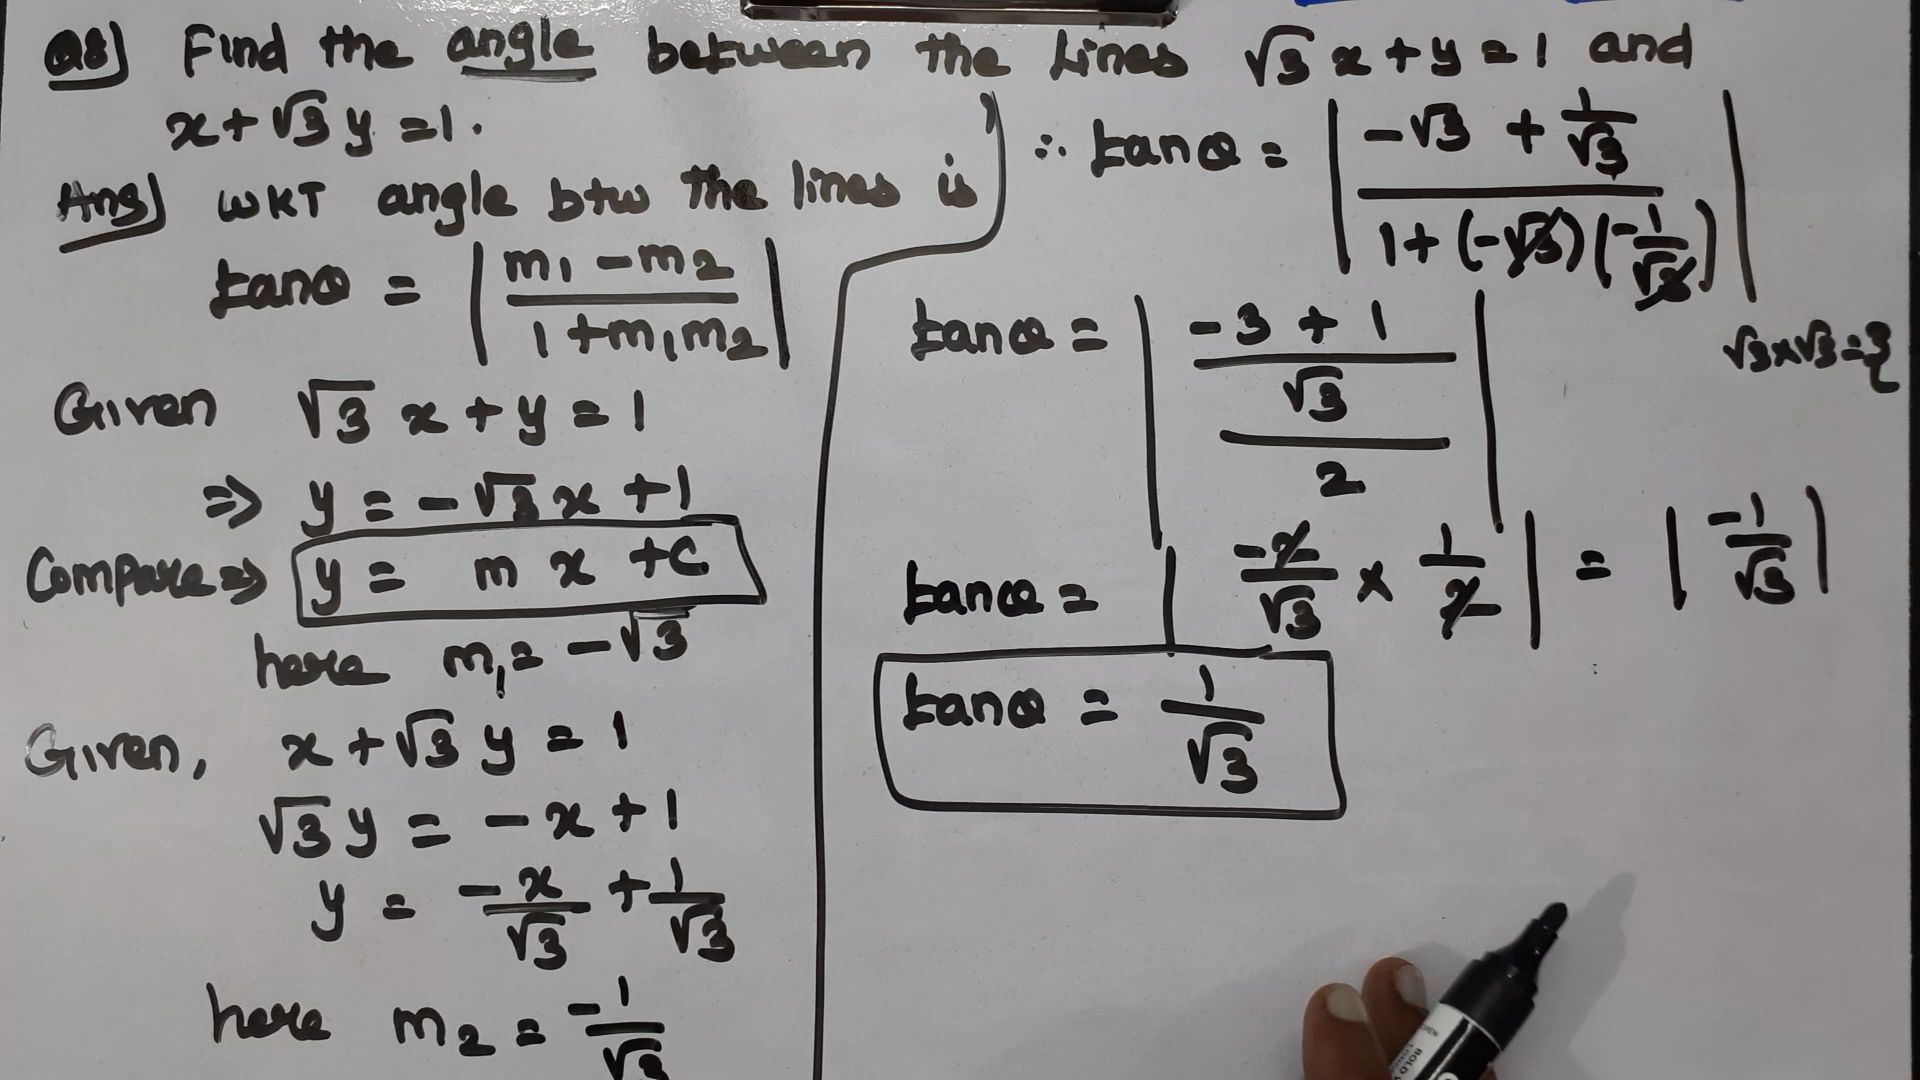 Q8) Find the angle between the lines √3 x + y = 1 and
x + √3 y = 1.
Ans) WKT angle btw the lines is
tanθ = | (m₁ - m₂) / (1 + m₁m₂) |
Given √3 x + y = 1
⇒ y = -√3 x + 1
Compare ⇒ y = m x + c
here m₁ = -√3
Given, x + √3 y = 1
√3 y = -x + 1
y = -x/√3 + 1/√3
here m₂ = -1/√3
∴ tanθ = | (-√3 + 1/√3) / (1 + (-√3)(-1/√3)) |
√3 x √3 = 3
tanθ = | ((-3 + 1)/√3) / 2 |
tanθ = | -2/√3 × 1/2 | = | -1/√3 |
tanθ = 1/√3